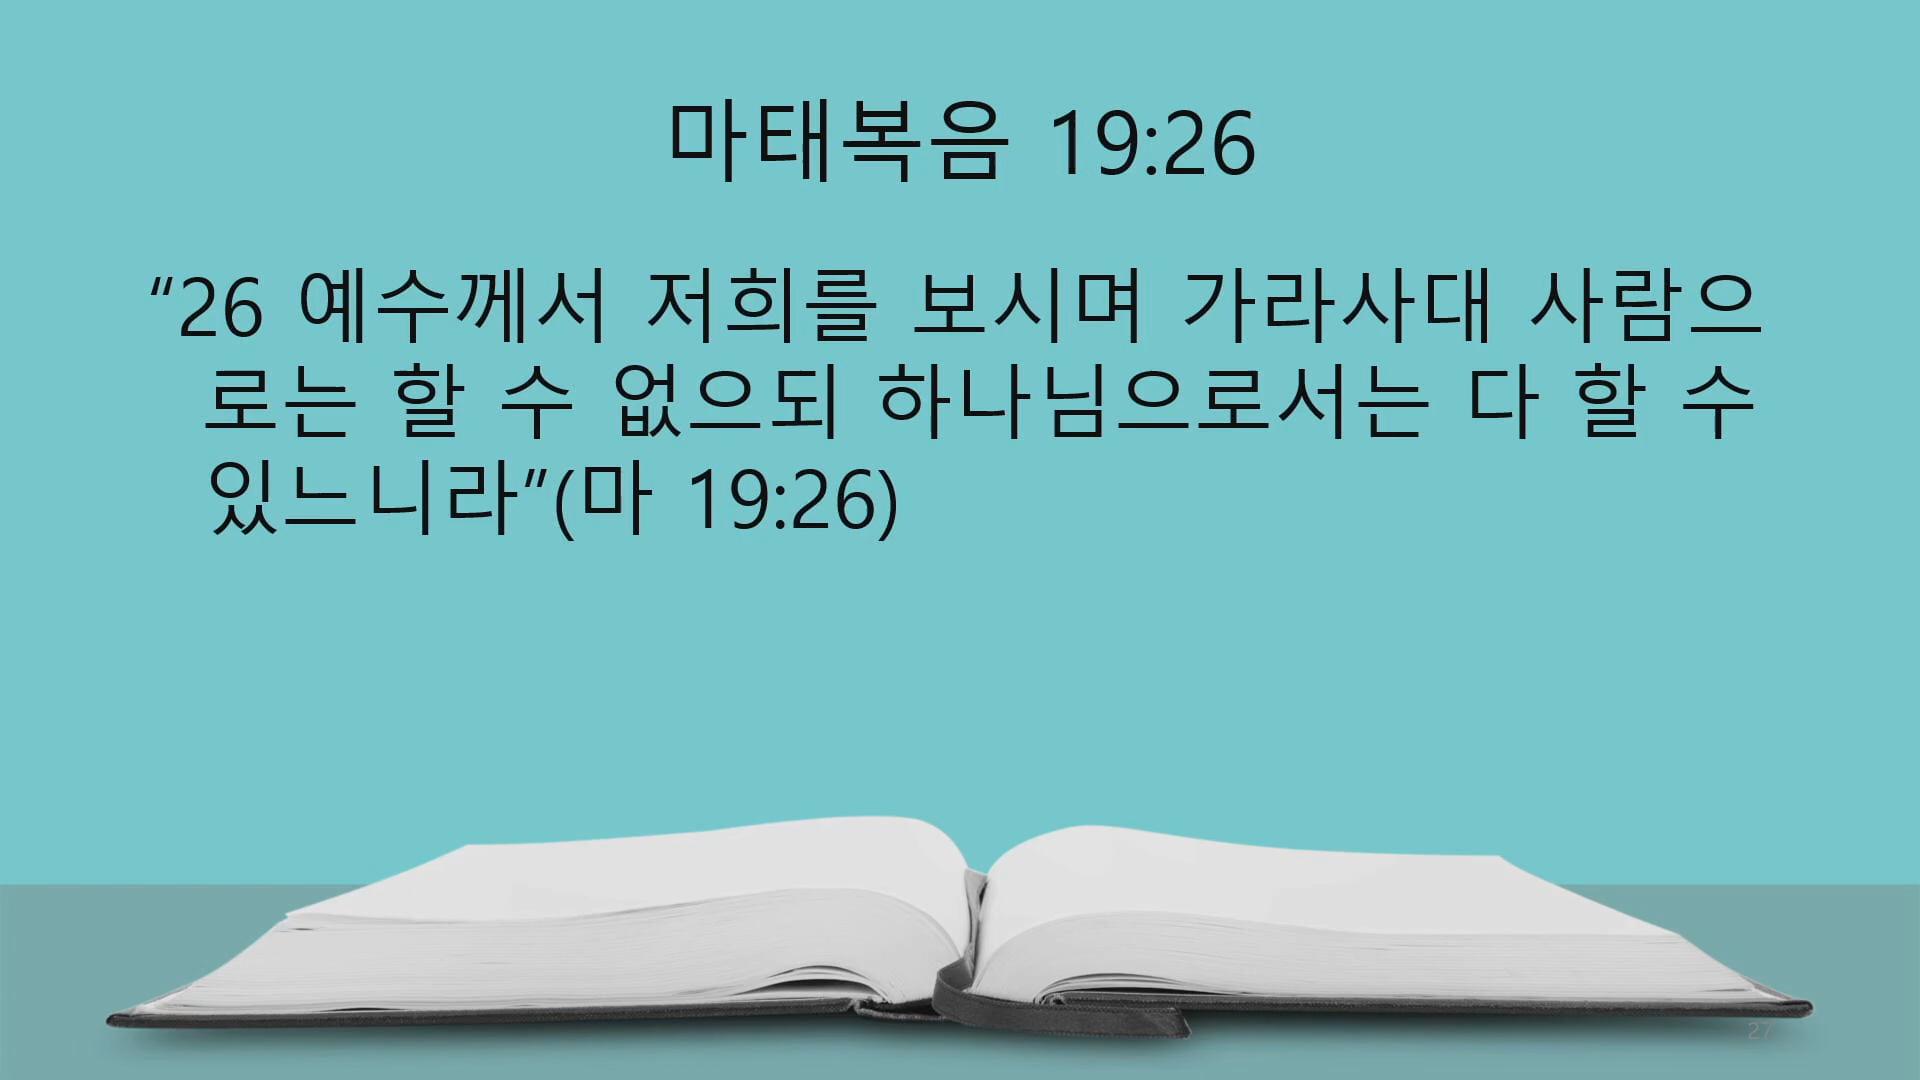 마태복음 19:26
“26 예수께서 저희를 보시며 가라사대 사람으
로는 할 수 없으되 하나님으로서는 다 할 수
있느니라”(마 19:26)
27